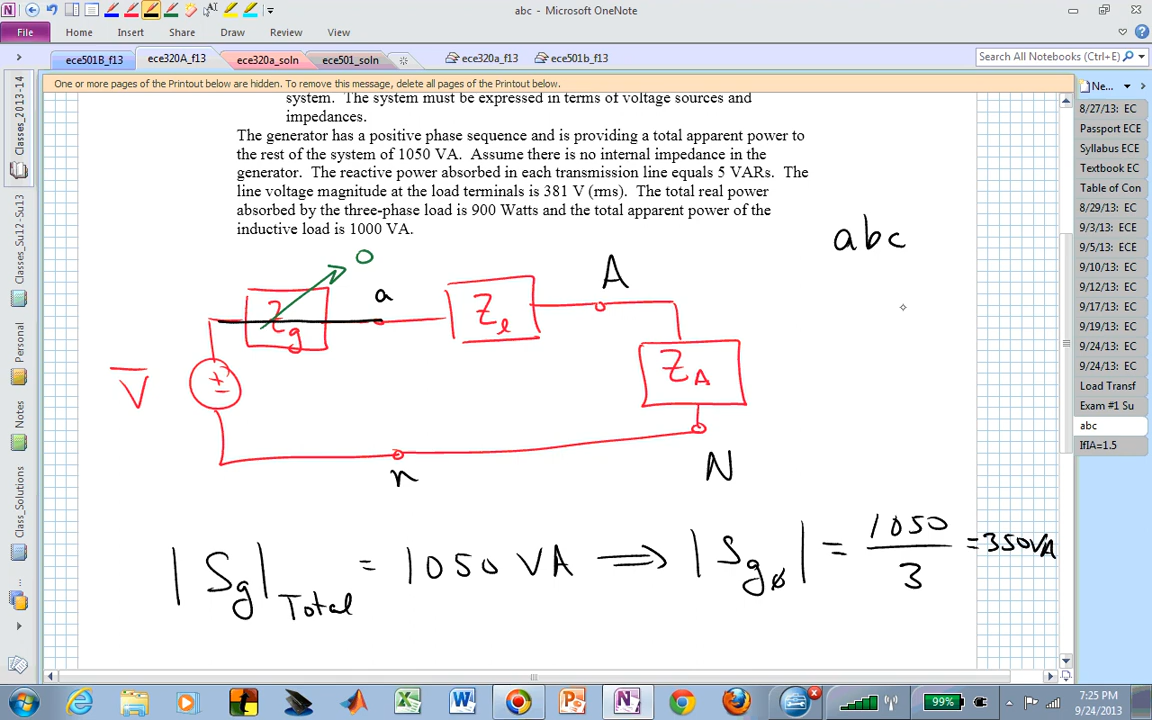 abc - Microsoft OneNote
File Home Insert Share Draw Review View
ece501B_f13 ece320A_f13 ece320a_soln ece501_soln ece320a_f13 ece501b_f13
Search All Notebooks (Ctrl+E)
One or more pages of the Printout below are hidden. To remove this message, delete all pages of the Printout below.
Ne...
Classes_2013-14
Classes_Su12-Su13
Personal
Notes
Class_Solutions
system. The system must be expressed in terms of voltage sources and
impedances.
The generator has a positive phase sequence and is providing a total apparent power to
the rest of the system of 1050 VA. Assume there is no internal impedance in the
generator. The reactive power absorbed in each transmission line equals 5 VARs. The
line voltage magnitude at the load terminals is 381 V (rms). The total real power
absorbed by the three-phase load is 900 Watts and the total apparent power of the
inductive load is 1000 VA.
abc
0
a
A
Zg
Zℓ
ZA
V̅
+
−
n
N
|Sg|Total = 1050 VA ⟹ |Sgø| = 1050/3 = 350VA
8/27/13: EC
Passport ECE
Syllabus ECE
Textbook EC
Table of Con
8/29/13: EC
9/3/13: ECE
9/5/13: ECE
9/10/13: EC
9/12/13: EC
9/17/13: EC
9/19/13: EC
9/24/13: EC
9/24/13: EC
Load Transf
Exam #1 Su
abc
IfIA=1.5
99%
7:25 PM
9/24/2013